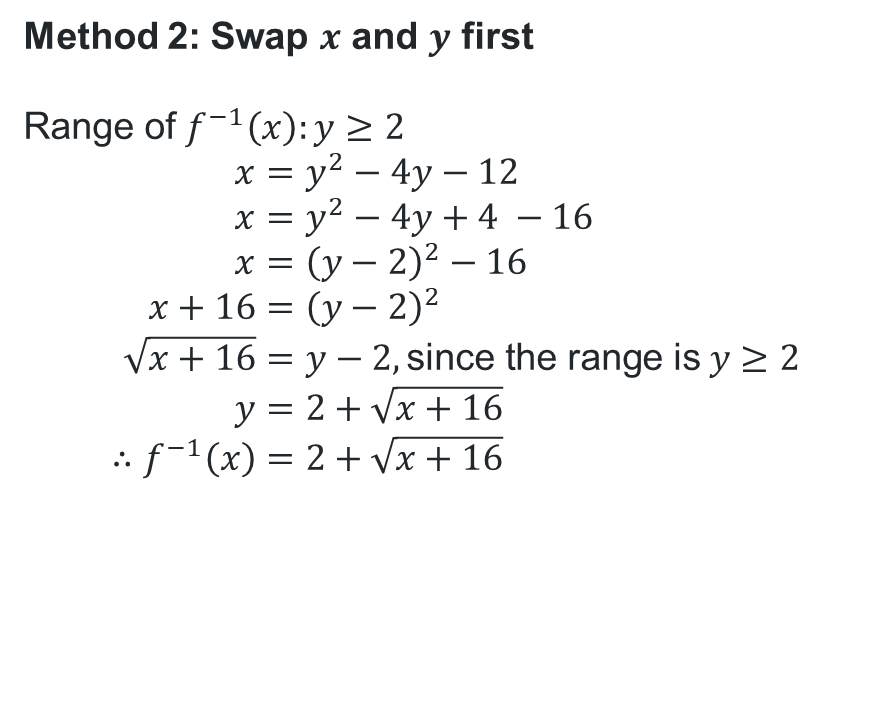 Method 2: Swap x and y first
Range of f⁻¹(x): y ≥ 2
x = y² − 4y − 12
x = y² − 4y + 4 − 16
x = (y − 2)² − 16
x + 16 = (y − 2)²
√(x + 16) = y − 2, since the range is y ≥ 2
y = 2 + √(x + 16)
∴ f⁻¹(x) = 2 + √(x + 16)